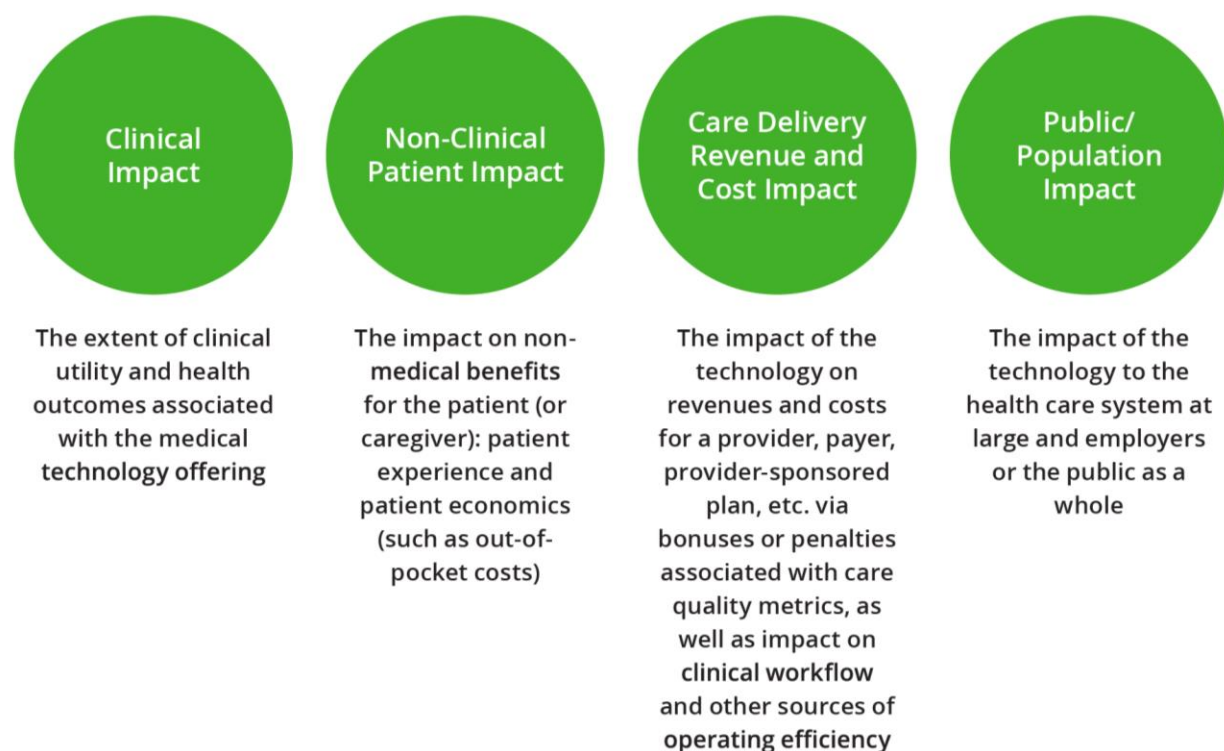 Clinical
Impact
The extent of clinical
utility and health
outcomes associated
with the medical
technology offering
Non-Clinical
Patient Impact
The impact on non-
medical benefits
for the patient (or
caregiver): patient
experience and
patient economics
(such as out-of-
pocket costs)
Care Delivery
Revenue and
Cost Impact
The impact of the
technology on
revenues and costs
for a provider, payer,
provider-sponsored
plan, etc. via
bonuses or penalties
associated with care
quality metrics, as
well as impact on
clinical workflow
and other sources of
operating efficiency
Public/
Population
Impact
The impact of the
technology to the
health care system at
large and employers
or the public as a
whole